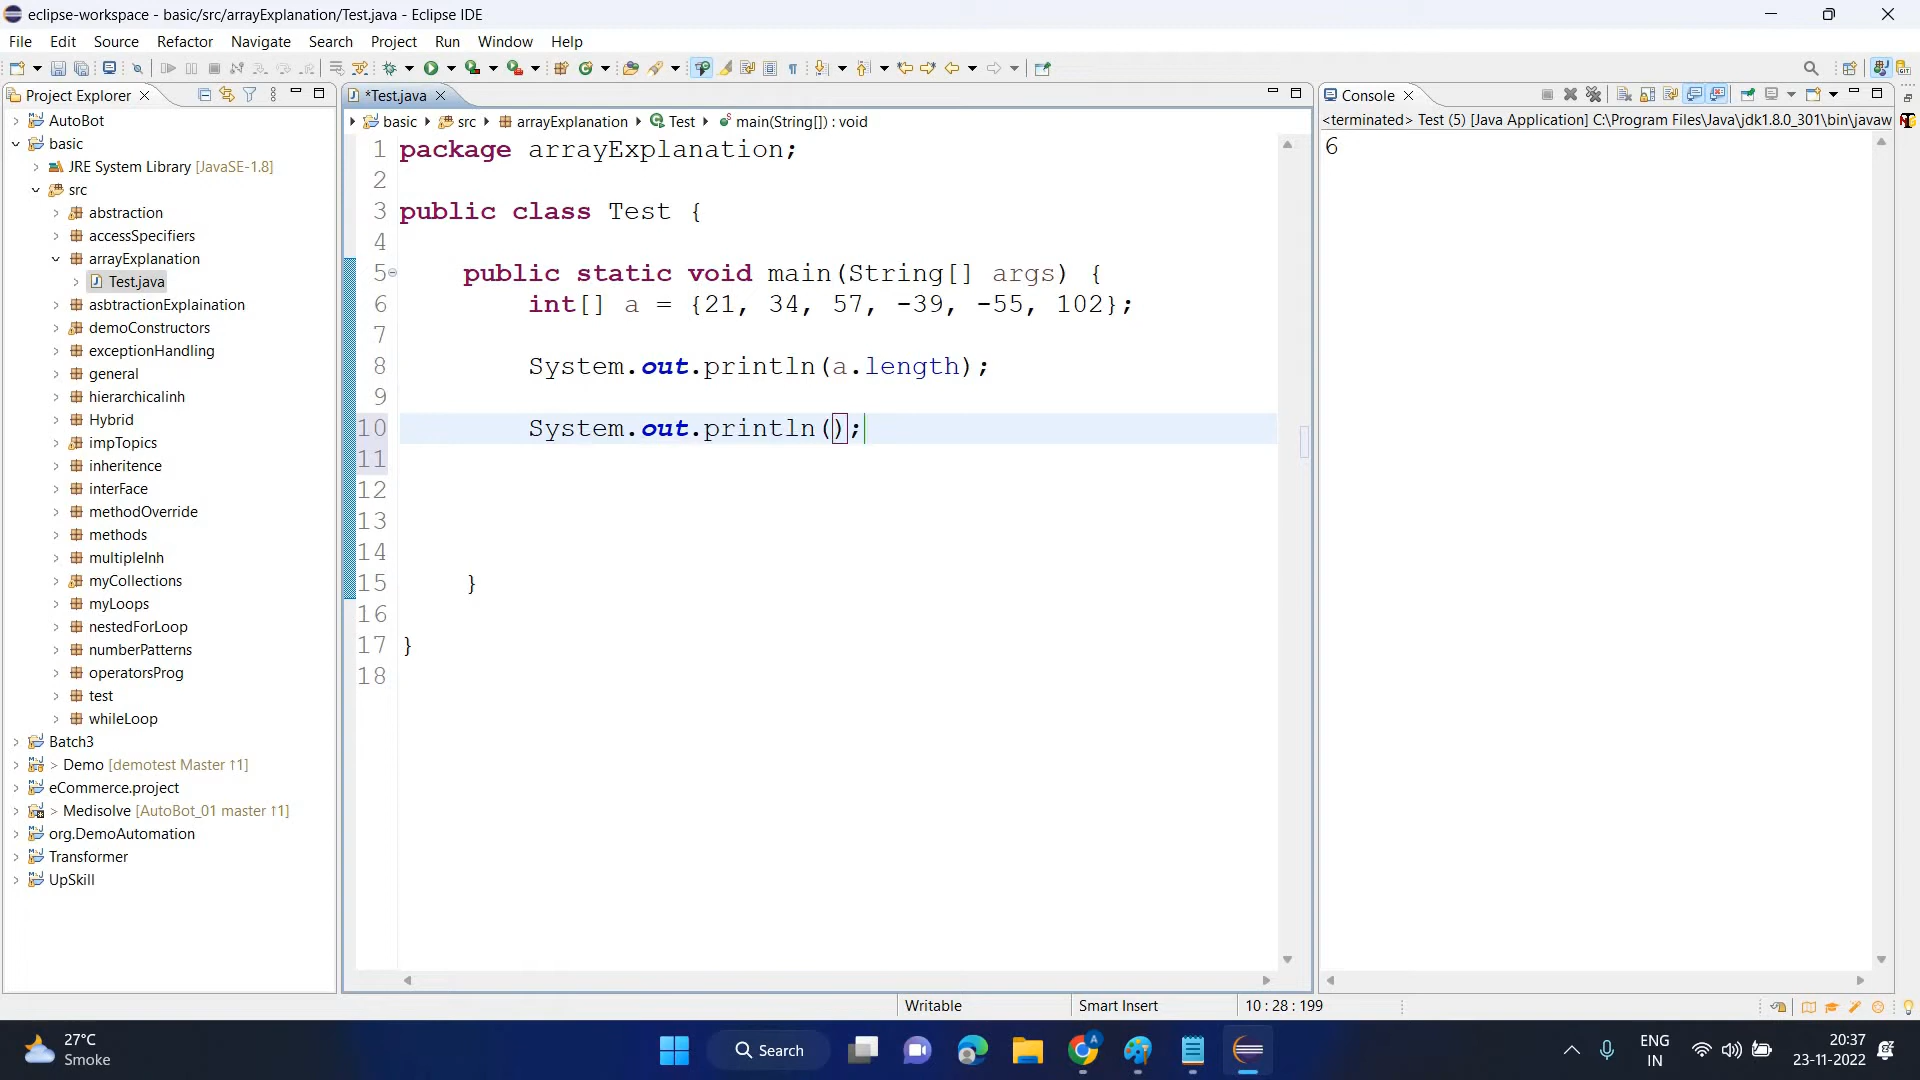 eclipse-workspace - basic/src/arrayExplanation/Test.java - Eclipse IDE
File Edit Source Refactor Navigate Search Project Run Window Help
Project Explorer
AutoBot
basic
JRE System Library [JavaSE-1.8]
src
abstraction
accessSpecifiers
arrayExplanation
Test.java
asbtractionExplaination
demoConstructors
exceptionHandling
general
hierarchicalinh
Hybrid
impTopics
inheritence
interFace
methodOverride
methods
multipleInh
myCollections
myLoops
nestedForLoop
numberPatterns
operatorsProg
test
whileLoop
Batch3
> Demo [demotest Master ↑1]
eCommerce.project
> Medisolve [AutoBot_01 master ↑1]
org.DemoAutomation
Transformer
UpSkill
*Test.java
basic src arrayExplanation Test main(String[]) : void
1 package arrayExplanation;
2
3 public class Test {
4
5 public static void main(String[] args) {
6 int[] a = {21, 34, 57, -39, -55, 102};
7
8 System.out.println(a.length);
9
10 System.out.println();
11
12
13
14
15 }
16
17 }
18
Console
<terminated> Test (5) [Java Application] C:\Program Files\Java\jdk1.8.0_301\bin\javaw
6
Writable Smart Insert 10 : 28 : 199
27°C
Smoke
Search
ENG
IN
20:37
23-11-2022